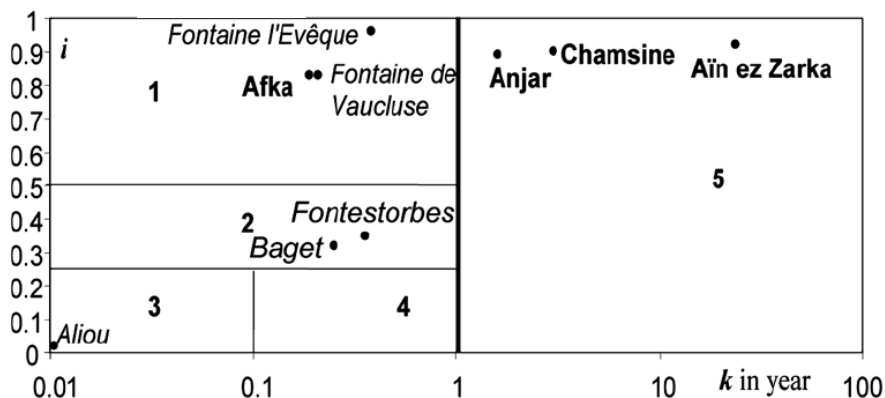 1
0.9
0.8
0.7
0.6
0.5
0.4
0.3
0.2
0.1
0
i
Fontaine l'Evêque
Afka
Fontaine de
Vaucluse
1
Anjar
Chamsine
Aïn ez Zarka
5
2
Fontestorbes
Baget
3
4
Aliou
0.01 0.1 1 10 k in year 100